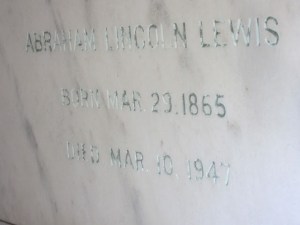 ABRAHAM LINCOLN LEWIS
BORN MAR. 23. 1865
DIED MAR. 10. 1947